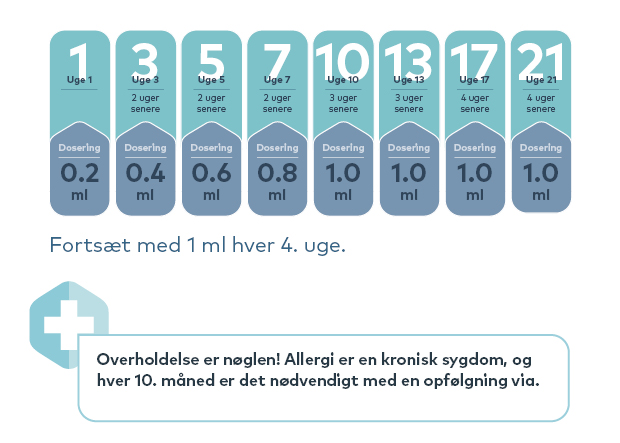 1 3 5 7 10 13 17 21
Uge 1 Uge 3 Uge 5 Uge 7 Uge 10 Uge 13 Uge 17 Uge 21
2 uger 2 uger 2 uger 3 uger 3 uger 4 uger 4 uger
senere senere senere senere senere senere senere
Dosering Dosering Dosering Dosering Dosering Dosering Dosering Dosering
0.2 0.4 0.6 0.8 1.0 1.0 1.0 1.0
ml ml ml ml ml ml ml ml
Fortsæt med 1 ml hver 4. uge.
Overholdelse er nøglen! Allergi er en kronisk sygdom, og
hver 10. måned er det nødvendigt med en opfølgning via.